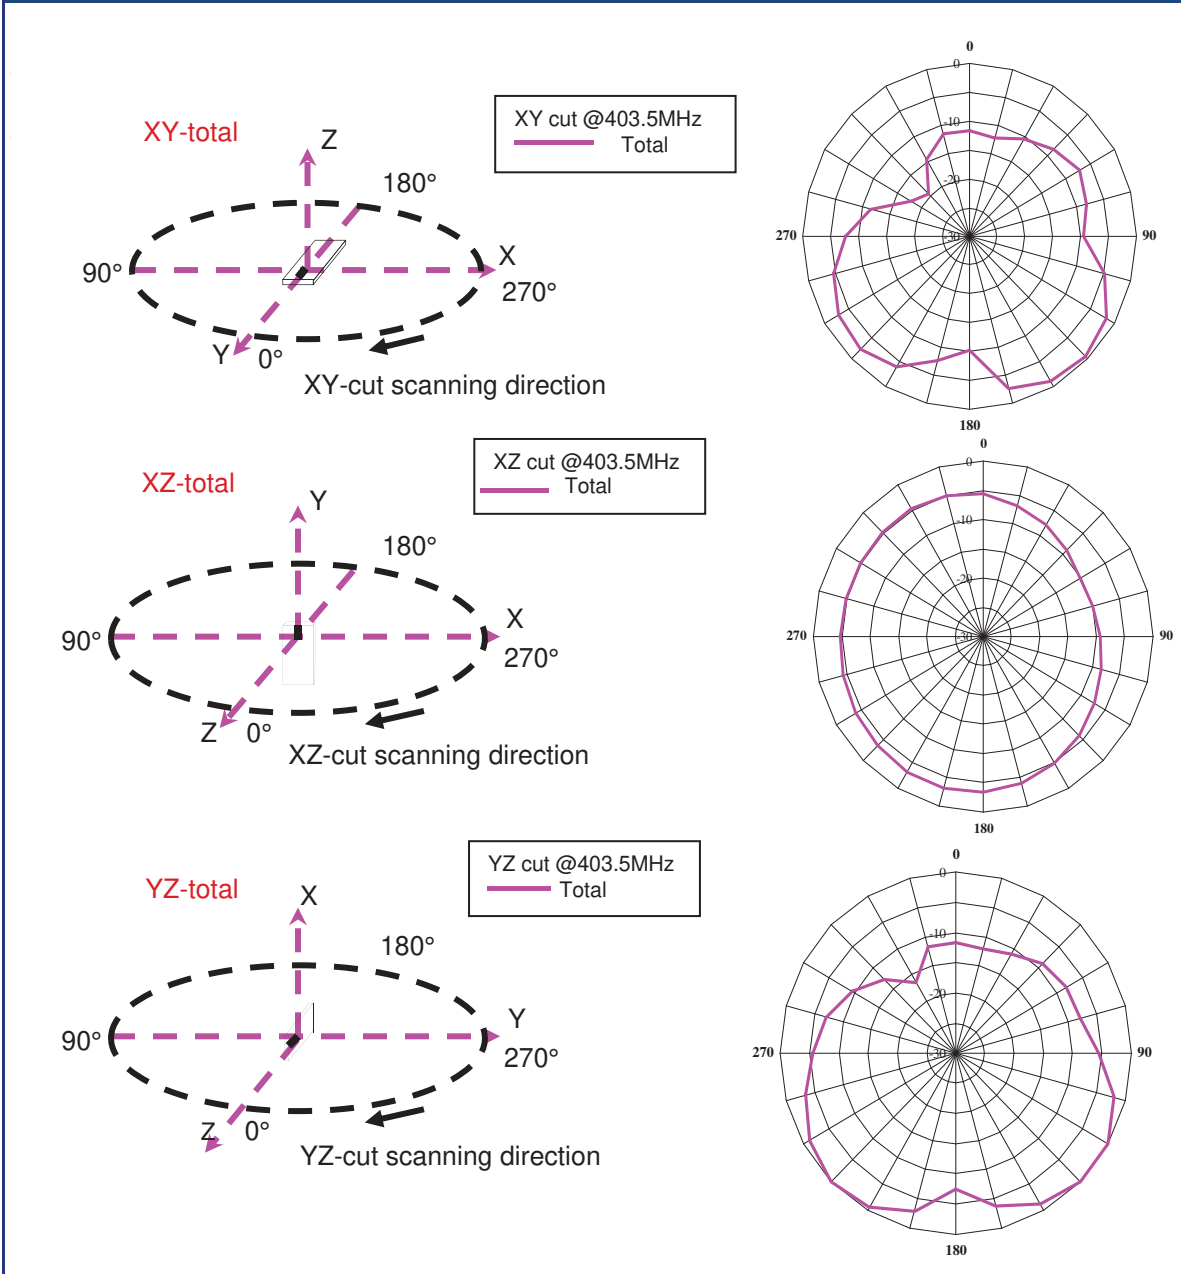 XY-total
Z
180°
90°
X
270°
Y
0°
XY-cut scanning direction
XY cut @403.5MHz
Total
0
0
-10
-20
-30
270
90
180
XZ-total
Y
180°
90°
X
270°
Z
0°
XZ-cut scanning direction
XZ cut @403.5MHz
Total
0
0
-10
-20
-30
270
90
180
YZ-total
X
180°
90°
Y
270°
Z
0°
YZ-cut scanning direction
YZ cut @403.5MHz
Total
0
0
-10
-20
-30
270
90
180